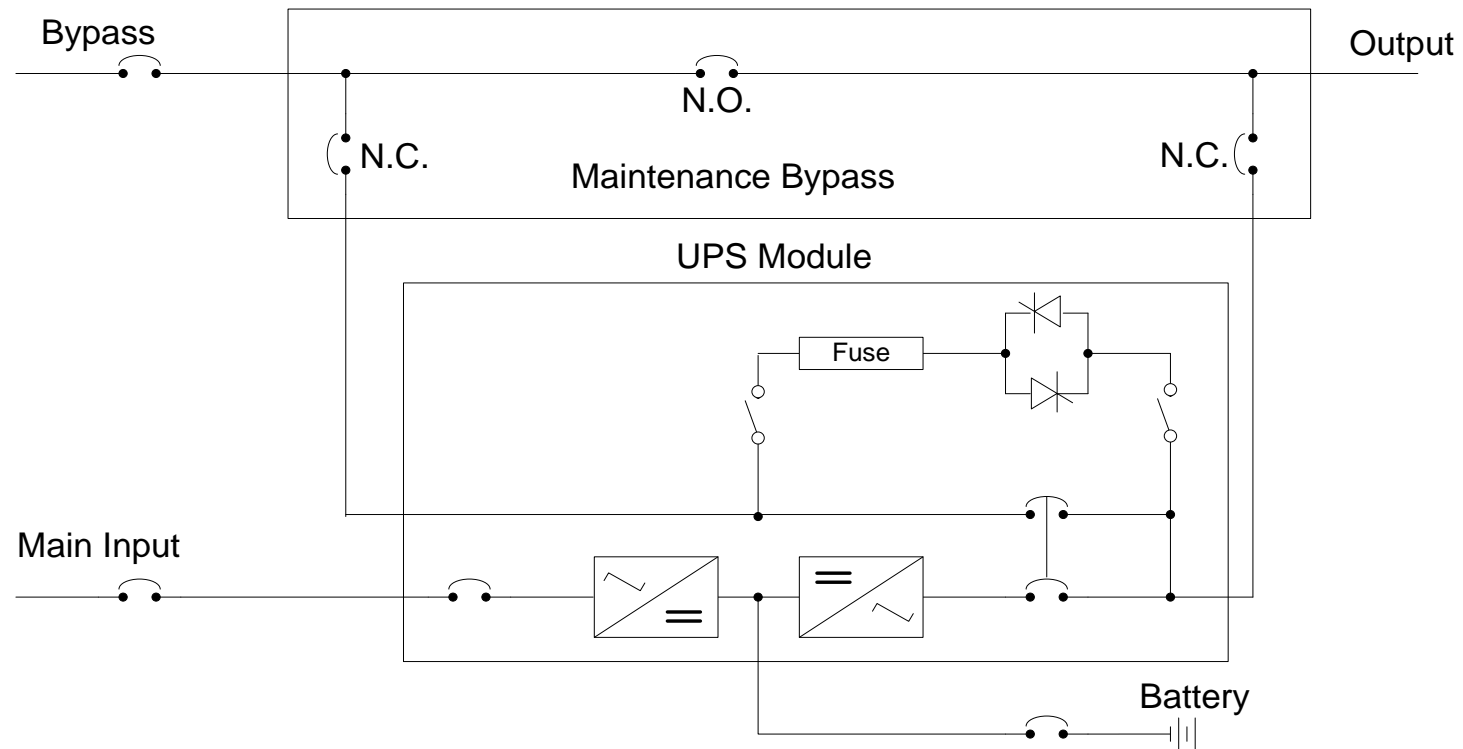 Bypass
Output
N.O.
N.C.
N.C.
Maintenance Bypass
UPS Module
Fuse
Main Input
Battery